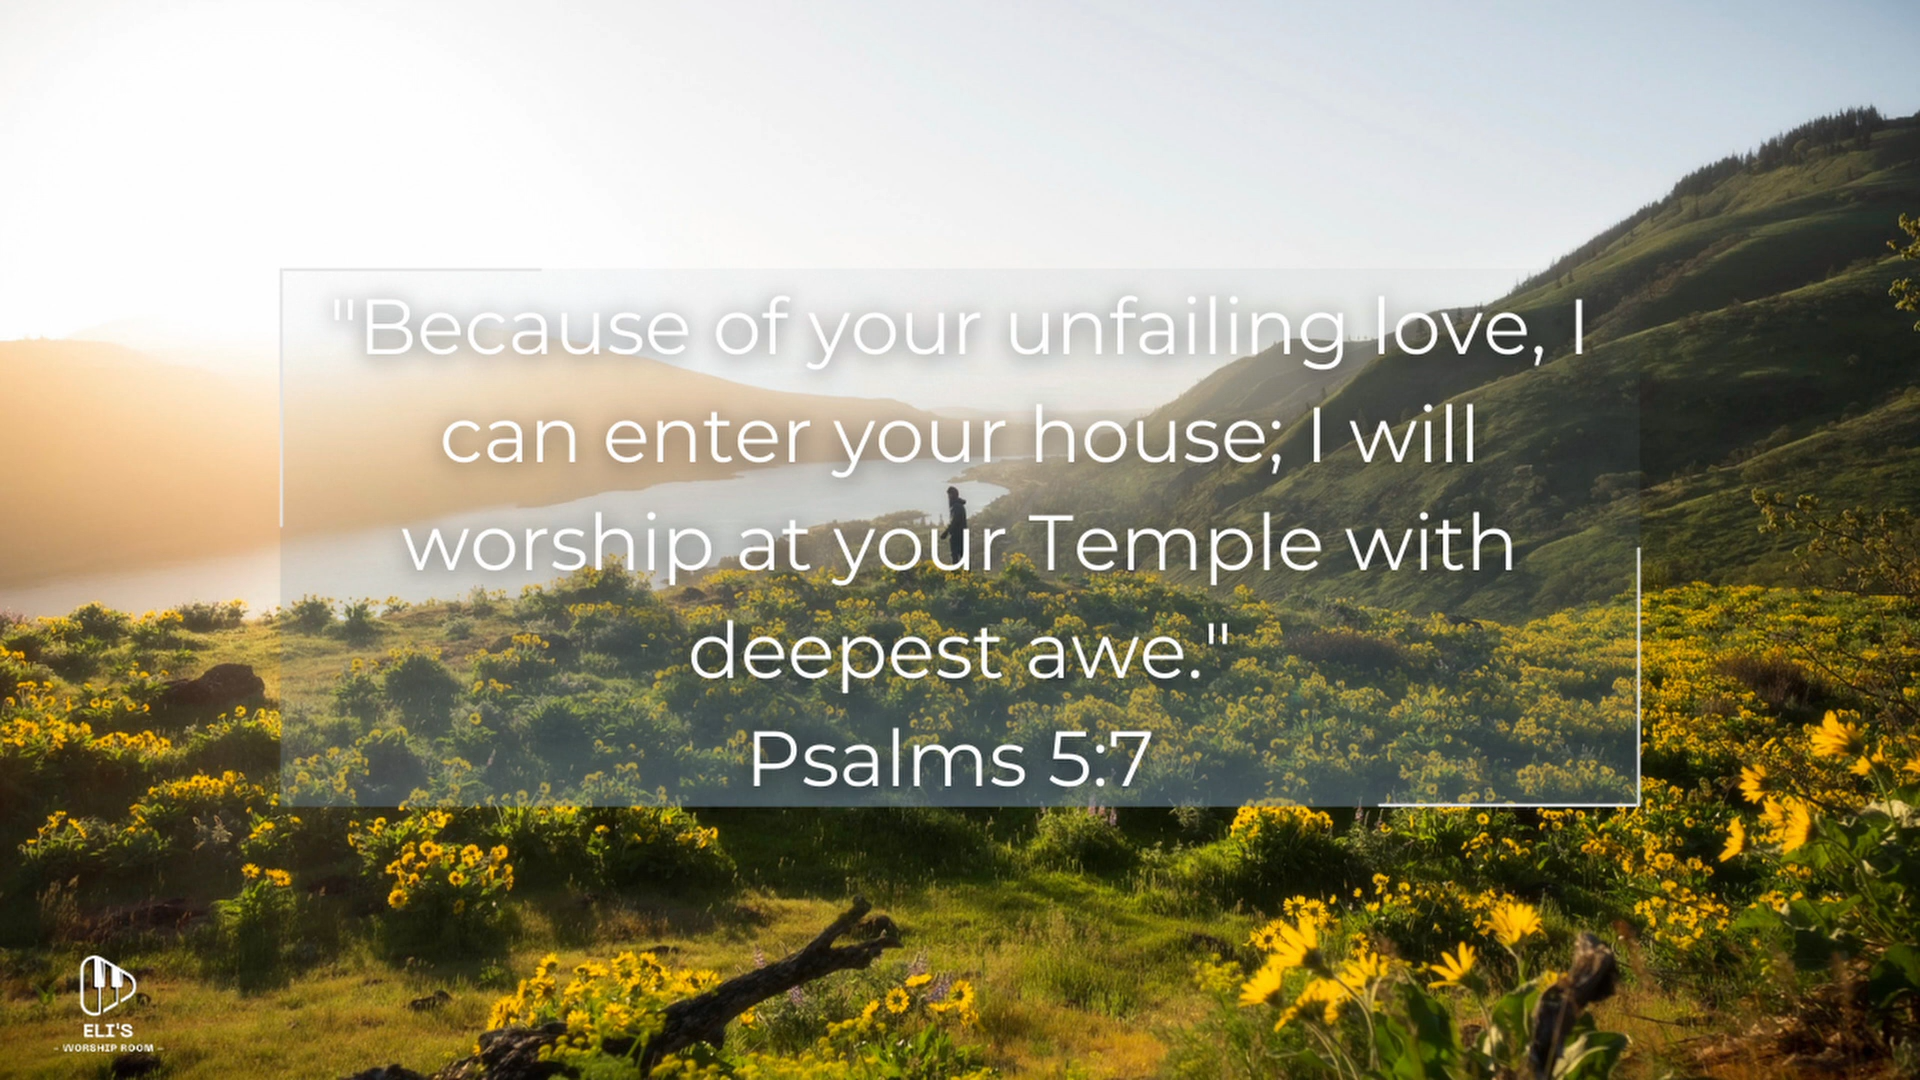 "Because of your unfailing love, I
can enter your house; I will
worship at your Temple with
deepest awe."
Psalms 5:7
ELI'S
- WORSHIP ROOM -